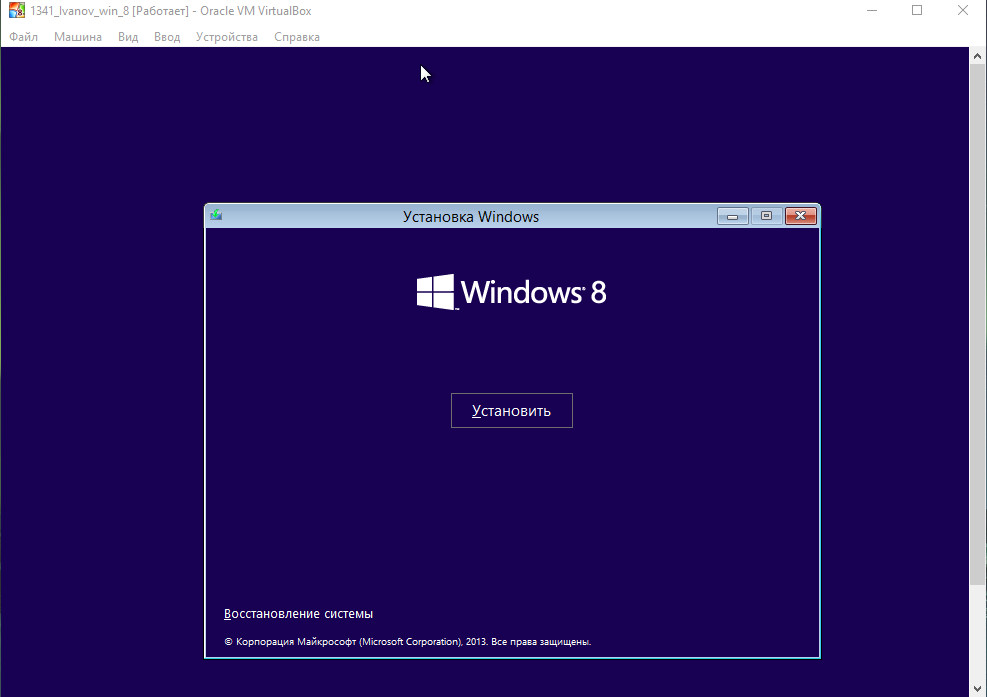 1341_Ivanov_win_8 [Работает] - Oracle VM VirtualBox
Файл Машина Вид Ввод Устройства Справка
Установка Windows
Windows 8
Установить
Восстановление системы
© Корпорация Майкрософт (Microsoft Corporation), 2013. Все права защищены.